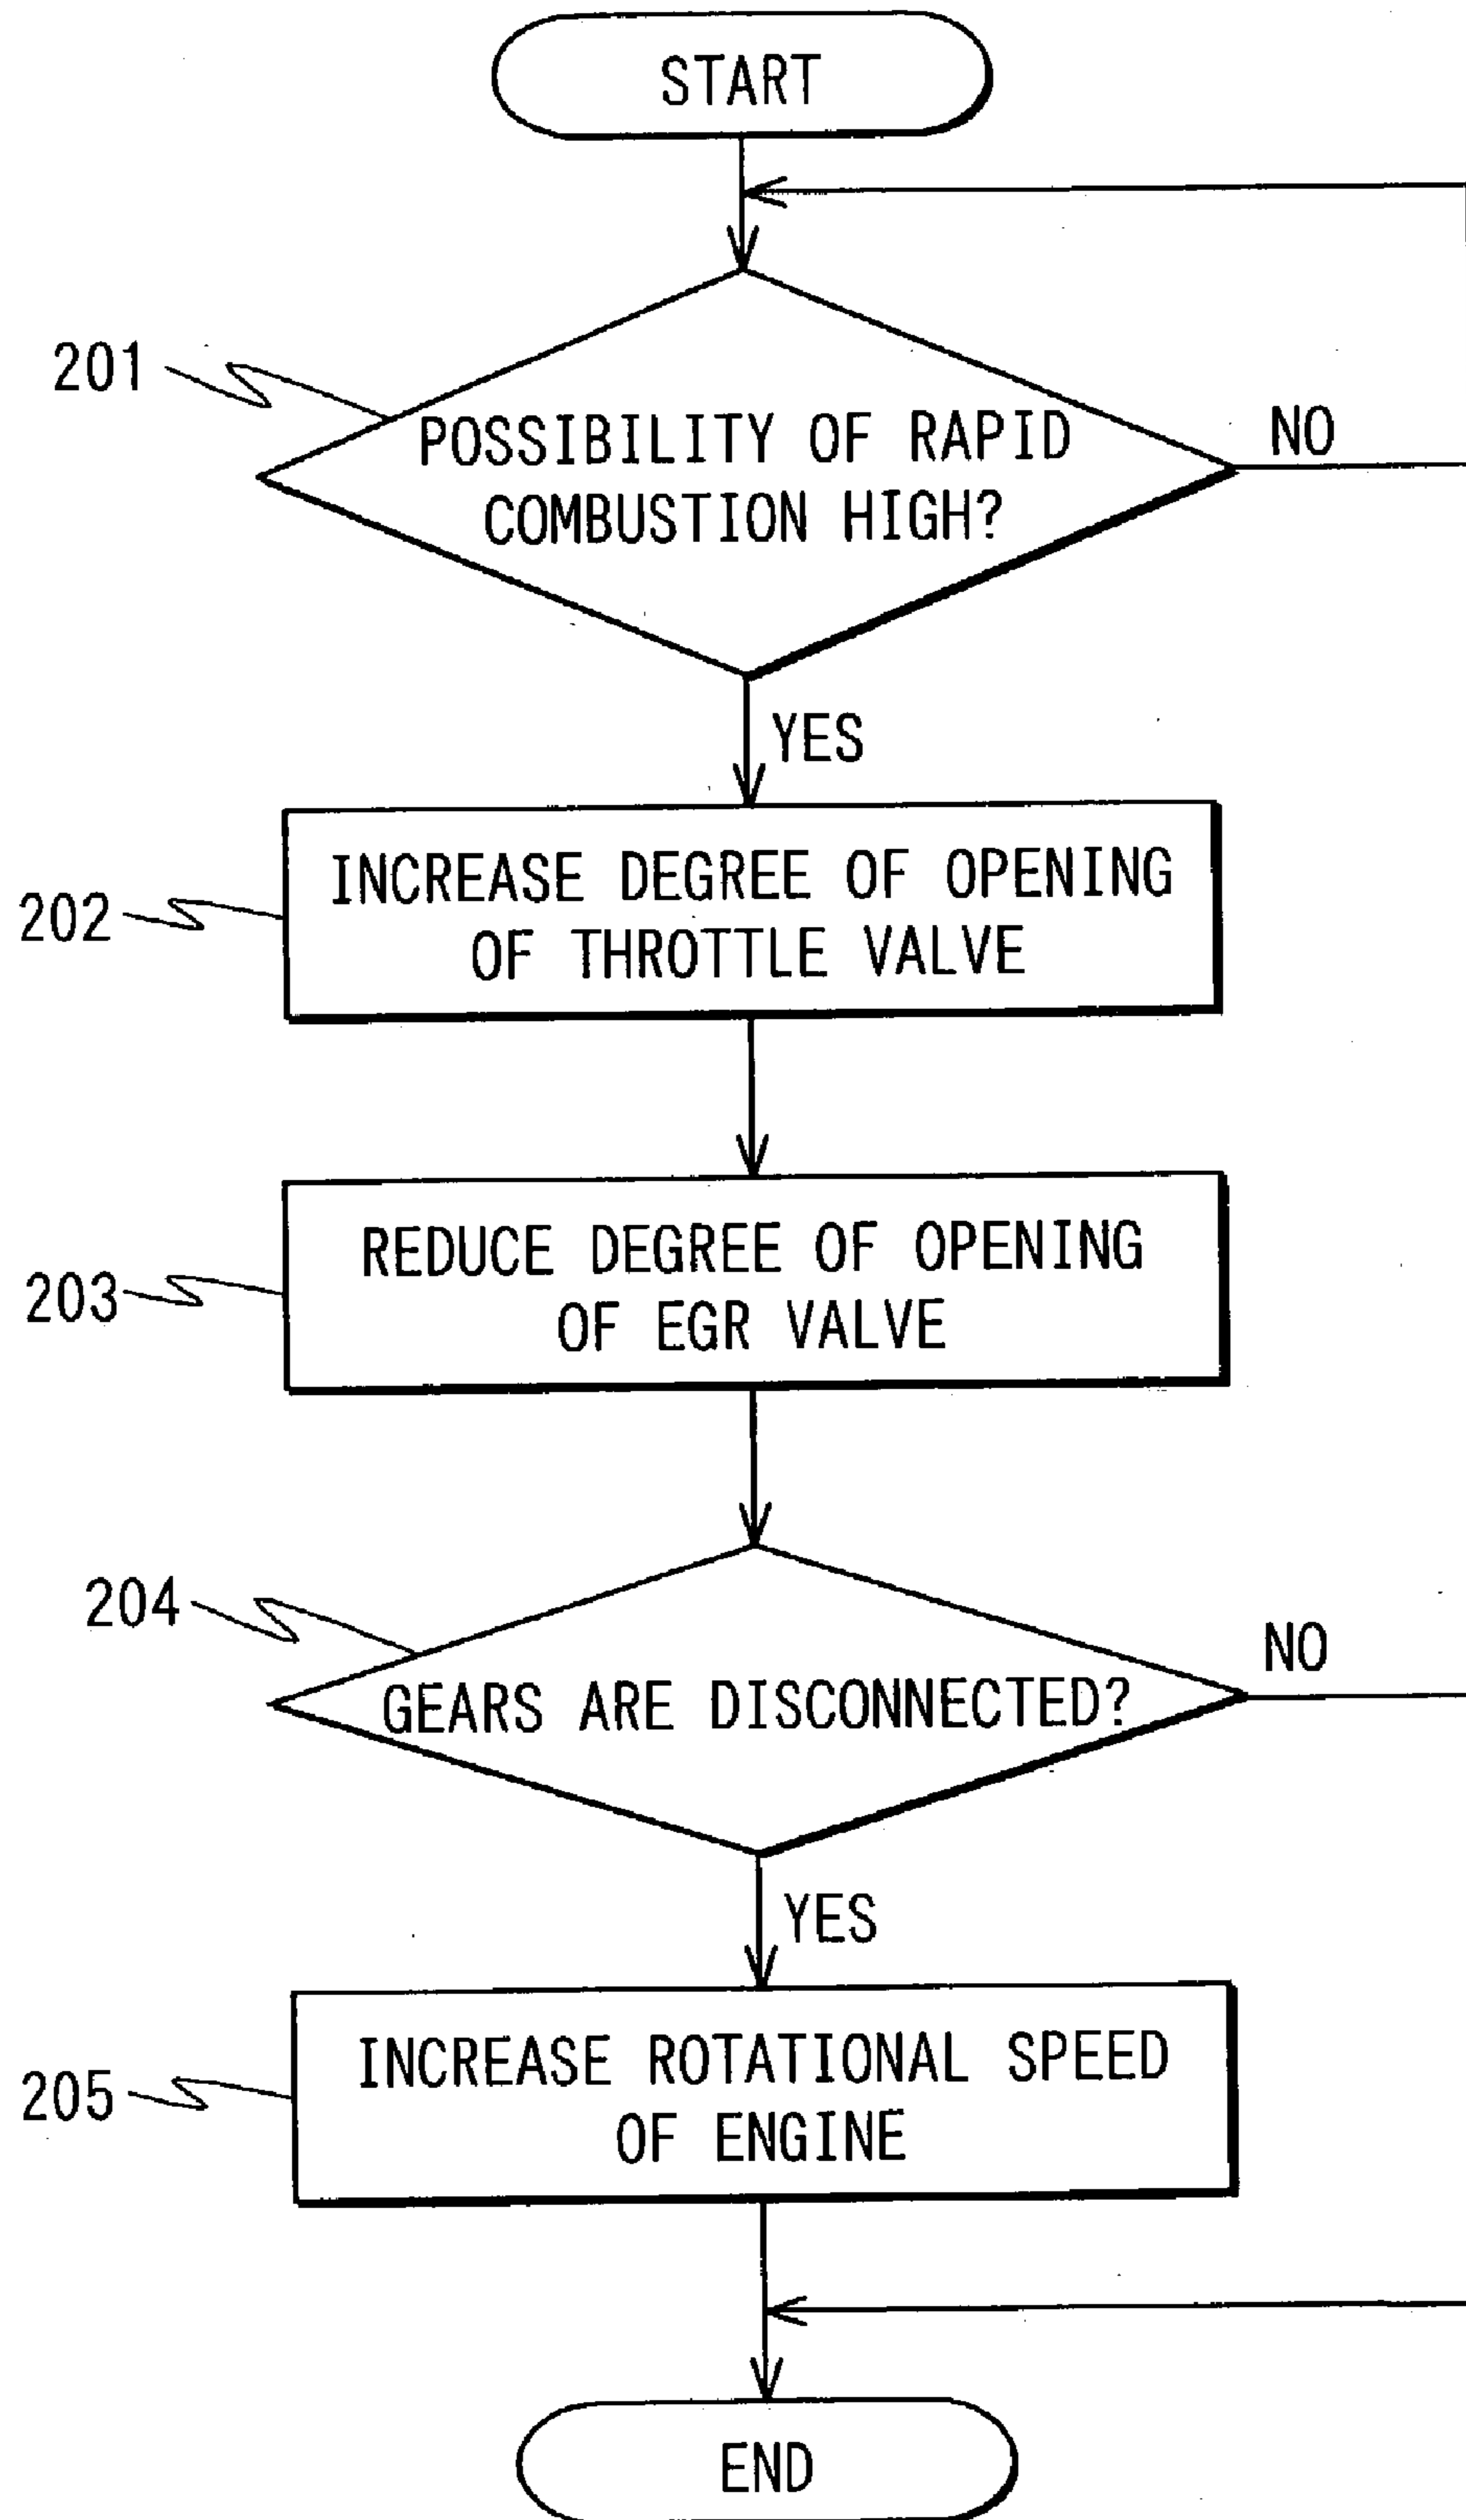 START
201
POSSIBILITY OF RAPID
COMBUSTION HIGH?
NO
YES
202
INCREASE DEGREE OF OPENING
OF THROTTLE VALVE
203
REDUCE DEGREE OF OPENING
OF EGR VALVE
204
GEARS ARE DISCONNECTED?
NO
YES
205
INCREASE ROTATIONAL SPEED
OF ENGINE
END